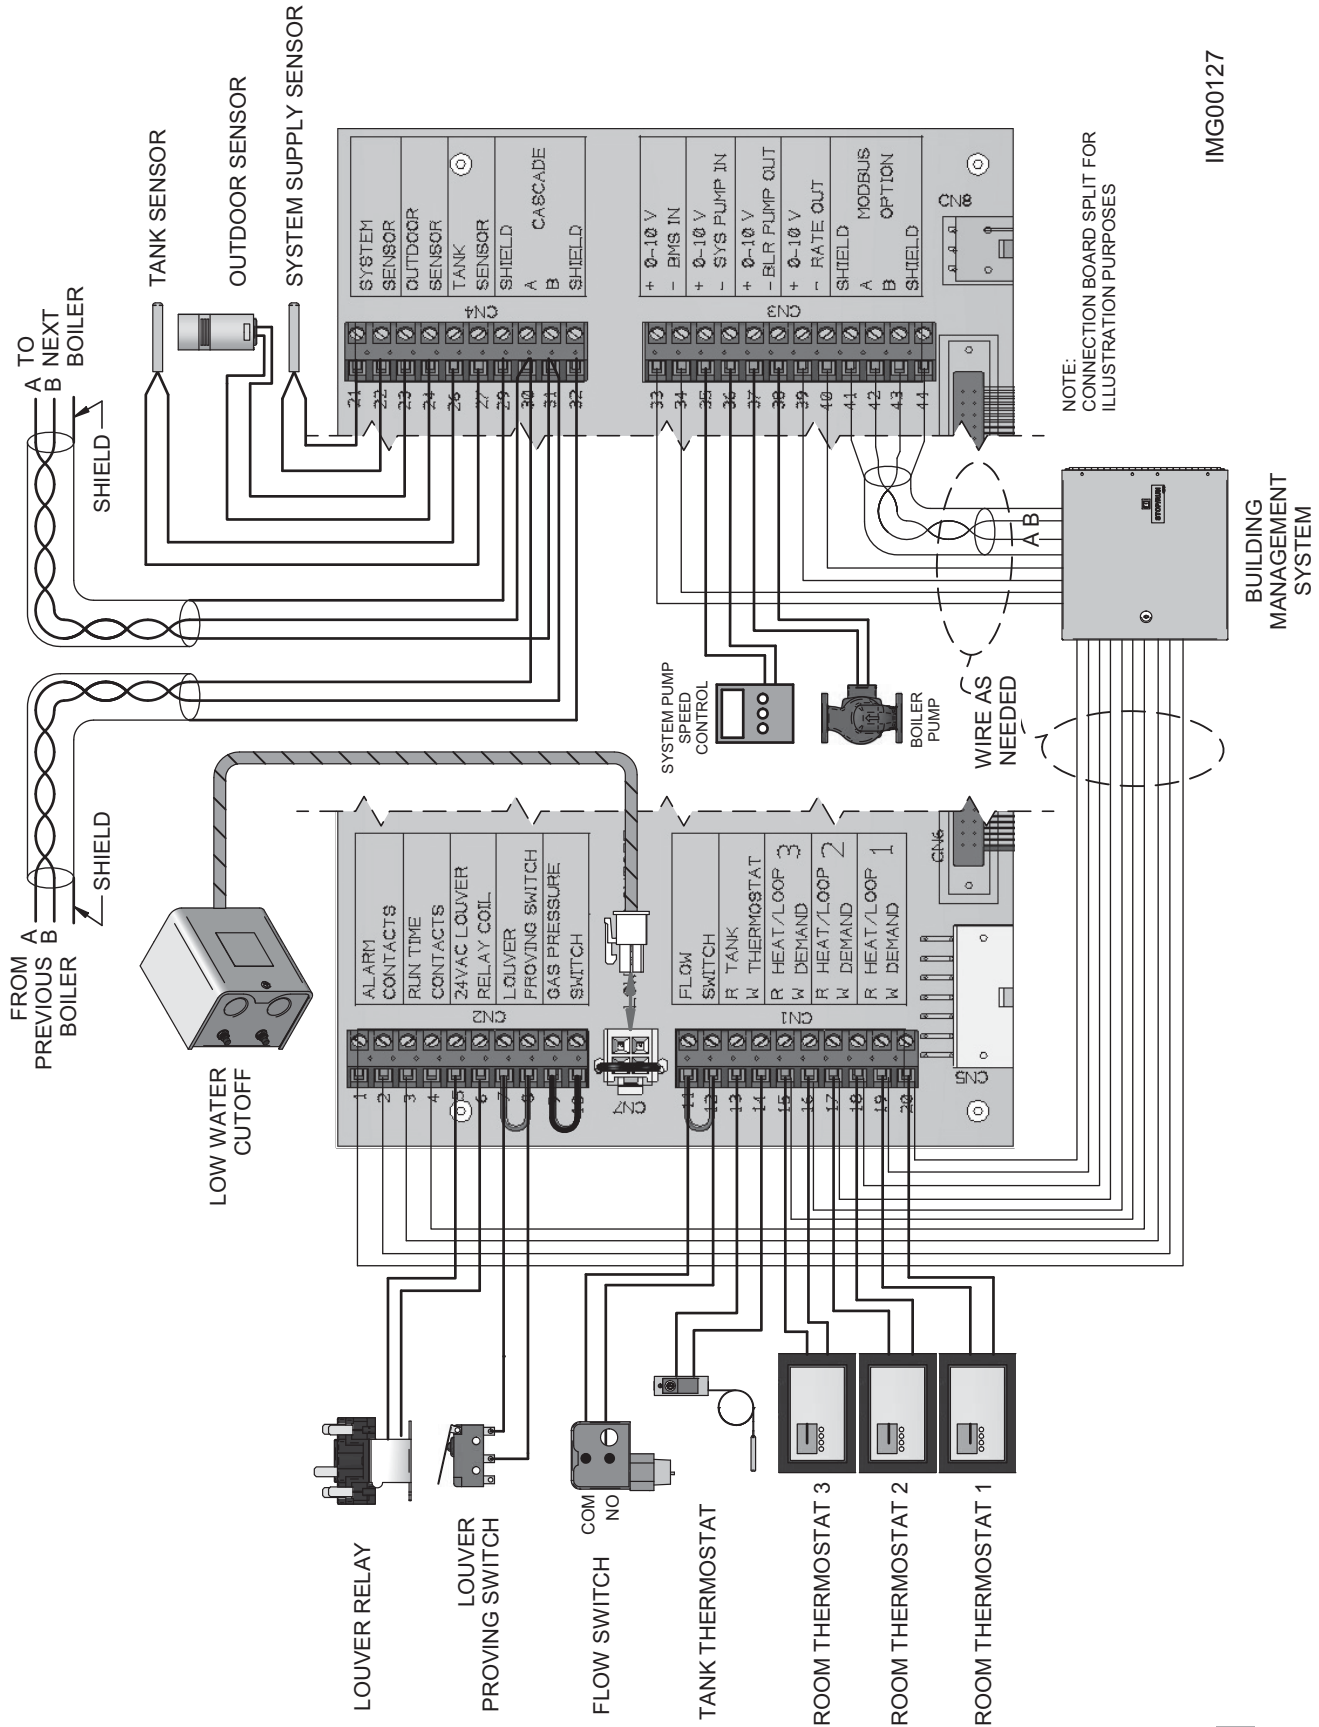 FROM
PREVIOUS
BOILER
A
B
SHIELD
TO
NEXT
BOILER
A
B
SHIELD
TANK SENSOR
OUTDOOR SENSOR
SYSTEM SUPPLY SENSOR
LOW WATER
CUTOFF
LOUVER RELAY
LOUVER
PROVING SWITCH
FLOW SWITCH
COM
NO
TANK THERMOSTAT
ROOM THERMOSTAT 3
ROOM THERMOSTAT 2
ROOM THERMOSTAT 1
1
2
3
4
5
6
7
8
9
10
CN2
ALARM
CONTACTS
RUN TIME
CONTACTS
24VAC LOUVER
RELAY COIL
LOUVER
PROVING SWITCH
GAS PRESSURE
SWITCH
CN7
11
12
13
14
15
16
17
18
19
20
CN1
FLOW
SWITCH
R TANK
W THERMOSTAT
R HEAT/LOOP 3
W DEMAND
R HEAT/LOOP 2
W DEMAND
R HEAT/LOOP 1
W DEMAND
CN5
CN6
21
22
23
24
26
27
29
30
31
32
CN4
SYSTEM
SENSOR
OUTDOOR
SENSOR
TANK
SENSOR
SHIELD
A
CASCADE
B
SHIELD
33
34
35
36
37
38
39
40
41
42
43
44
CN3
+ 0-10 V
- BMS IN
+ 0-10 V
- SYS PUMP IN
+ 0-10 V
- BLR PUMP OUT
+ 0-10 V
- RATE OUT
SHIELD
A MODBUS
B OPTION
SHIELD
CN8
SYSTEM PUMP
SPEED
CONTROL
BOILER
PUMP
WIRE AS
NEEDED
A
B
BUILDING
MANAGEMENT
SYSTEM
NOTE:
CONNECTION BOARD SPLIT FOR
ILLUSTRATION PURPOSES
IMG00127